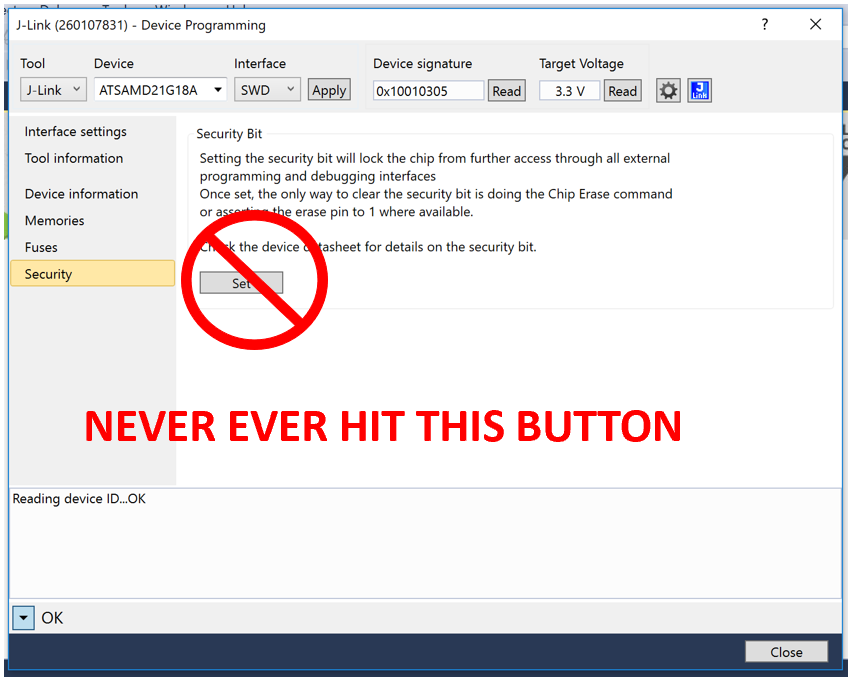 J-Link (260107831) - Device Programming
Tool Device Interface Device signature Target Voltage
J-Link ATSAMD21G18A SWD Apply 0x10010305 Read 3.3 V Read J Link
Interface settings
Tool information
Device information
Memories
Fuses
Security
Security Bit
Setting the security bit will lock the chip from further access through all external
programming and debugging interfaces
Once set, the only way to clear the security bit is doing the Chip Erase command
or asserting the erase pin to 1 where available.
Check the device datasheet for details on the security bit.
Set
NEVER EVER HIT THIS BUTTON
Reading device ID...OK
OK
Close